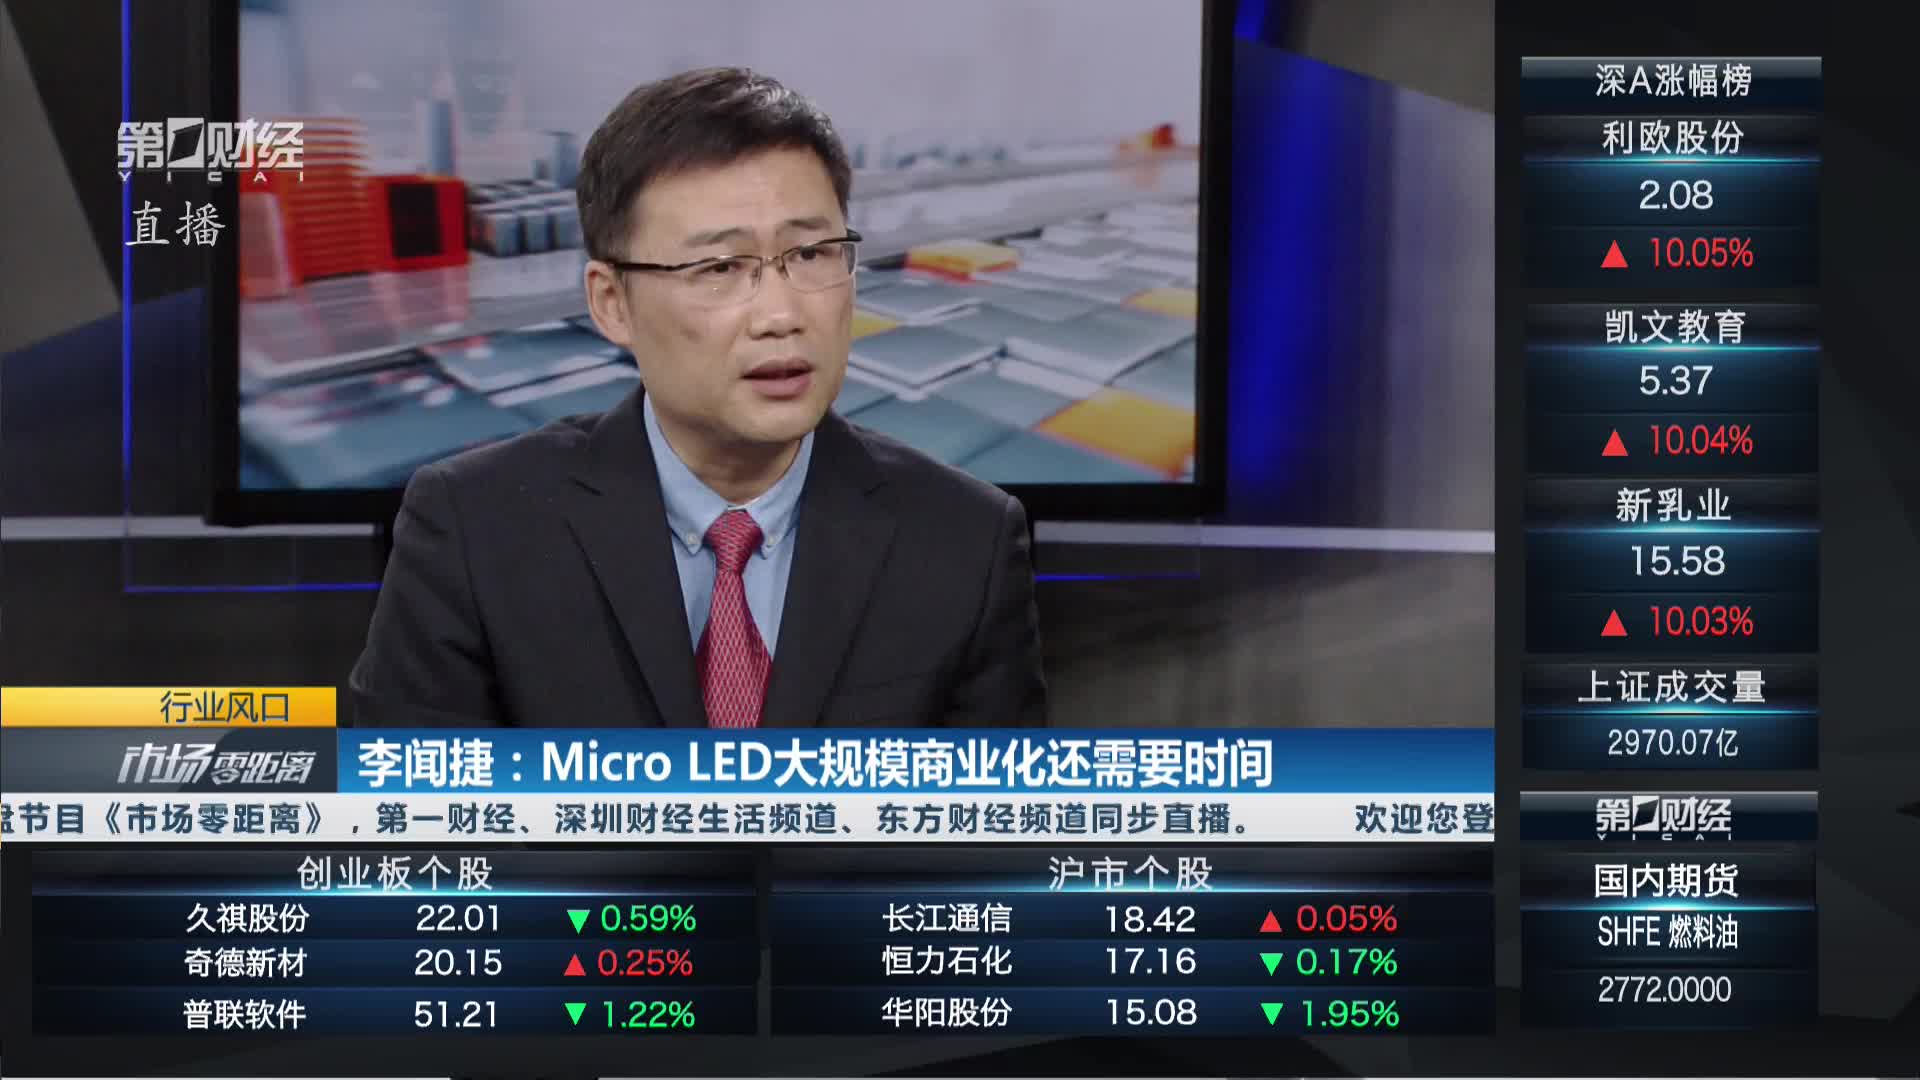 第一财经
YICAI
直播
行业风口
市场零距离
李闻捷：Micro LED大规模商业化还需要时间
盘节目《市场零距离》，第一财经、深圳财经生活频道、东方财经频道同步直播。 欢迎您登
创业板个股
久祺股份 22.01 ▼ 0.59%
奇德新材 20.15 ▲ 0.25%
普联软件 51.21 ▼ 1.22%
沪市个股
长江通信 18.42 ▲ 0.05%
恒力石化 17.16 ▼ 0.17%
华阳股份 15.08 ▼ 1.95%
深A涨幅榜
利欧股份
2.08
▲ 10.05%
凯文教育
5.37
▲ 10.04%
新乳业
15.58
▲ 10.03%
上证成交量
2970.07亿
第一财经
YICAI
国内期货
SHFE 燃料油
2772.0000